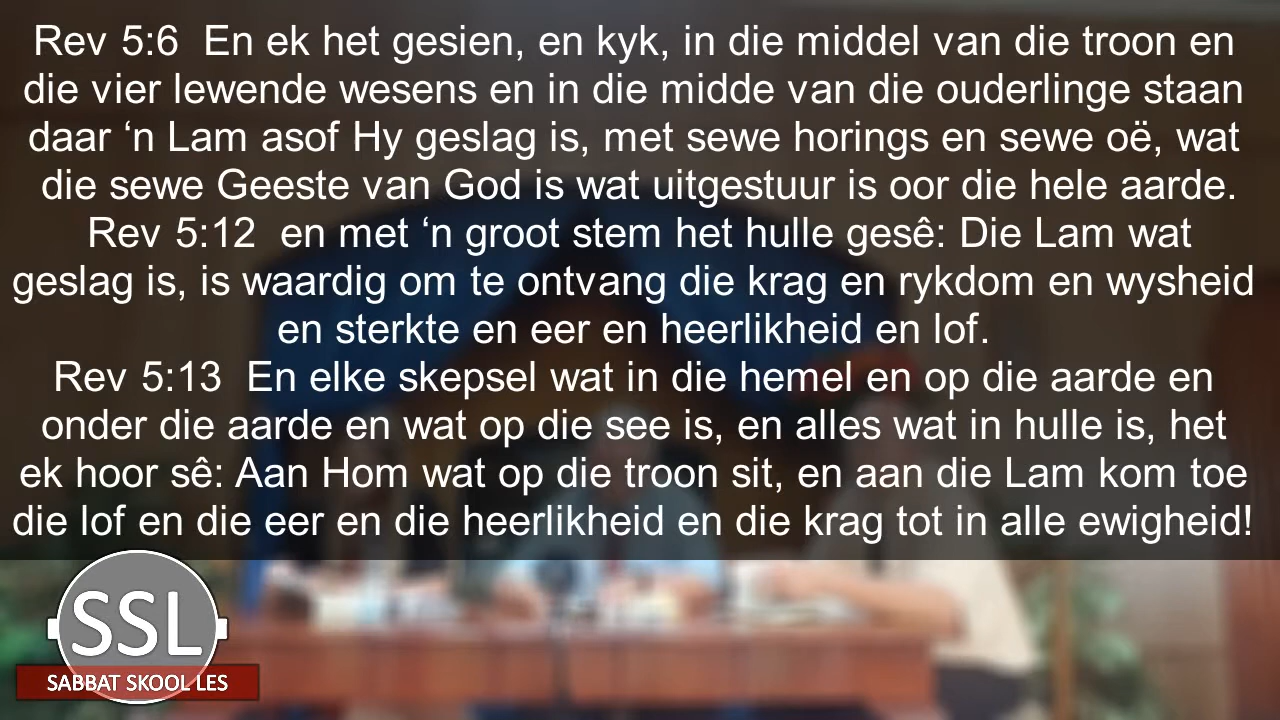 Rev 5:6  En ek het gesien, en kyk, in die middel van die troon en
die vier lewende wesens en in die midde van die ouderlinge staan
daar ‘n Lam asof Hy geslag is, met sewe horings en sewe oë, wat
die sewe Geeste van God is wat uitgestuur is oor die hele aarde.
Rev 5:12  en met ‘n groot stem het hulle gesê: Die Lam wat
geslag is, is waardig om te ontvang die krag en rykdom en wysheid
en sterkte en eer en heerlikheid en lof.
Rev 5:13  En elke skepsel wat in die hemel en op die aarde en
onder die aarde en wat op die see is, en alles wat in hulle is, het
ek hoor sê: Aan Hom wat op die troon sit, en aan die Lam kom toe
die lof en die eer en die heerlikheid en die krag tot in alle ewigheid!
SSL
SABBAT SKOOL LES